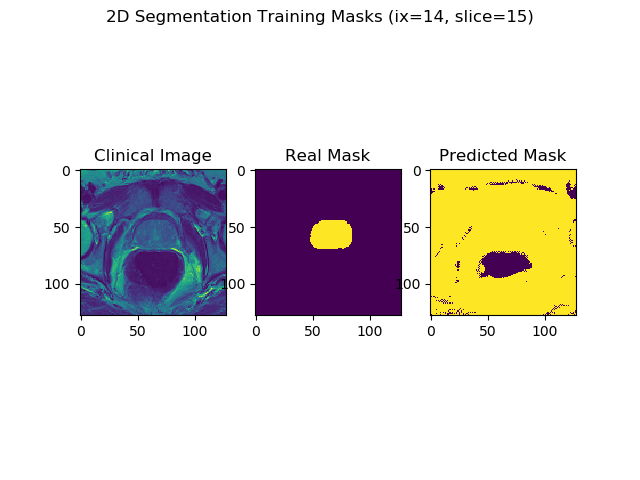 2D Segmentation Training Masks (ix=14, slice=15)
Clinical Image Real Mask Predicted Mask
0 0 0
50 50 50
100 100 100
0 50 100 0 50 100 0 50 100